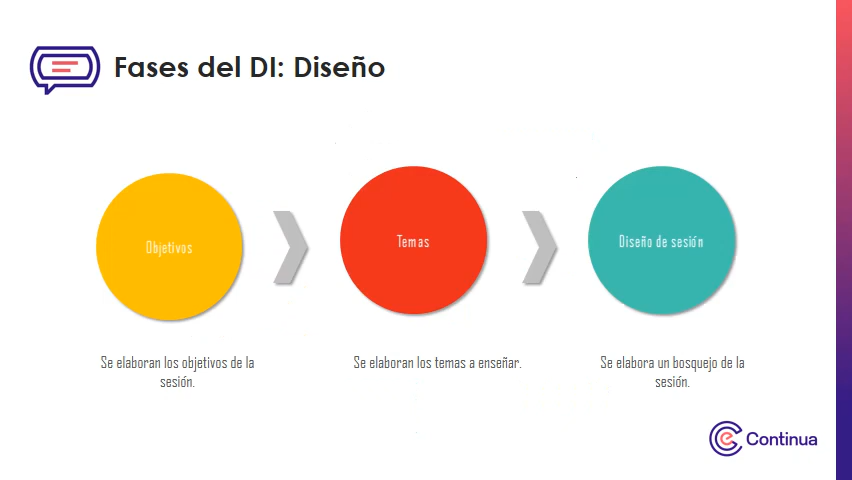 Fases del DI: Diseño
Objetivos
Temas
Diseño de sesión
Se elaboran los objetivos de la
sesión.
Se elaboran los temas a enseñar.
Se elabora un bosquejo de la
sesión.
e Continua